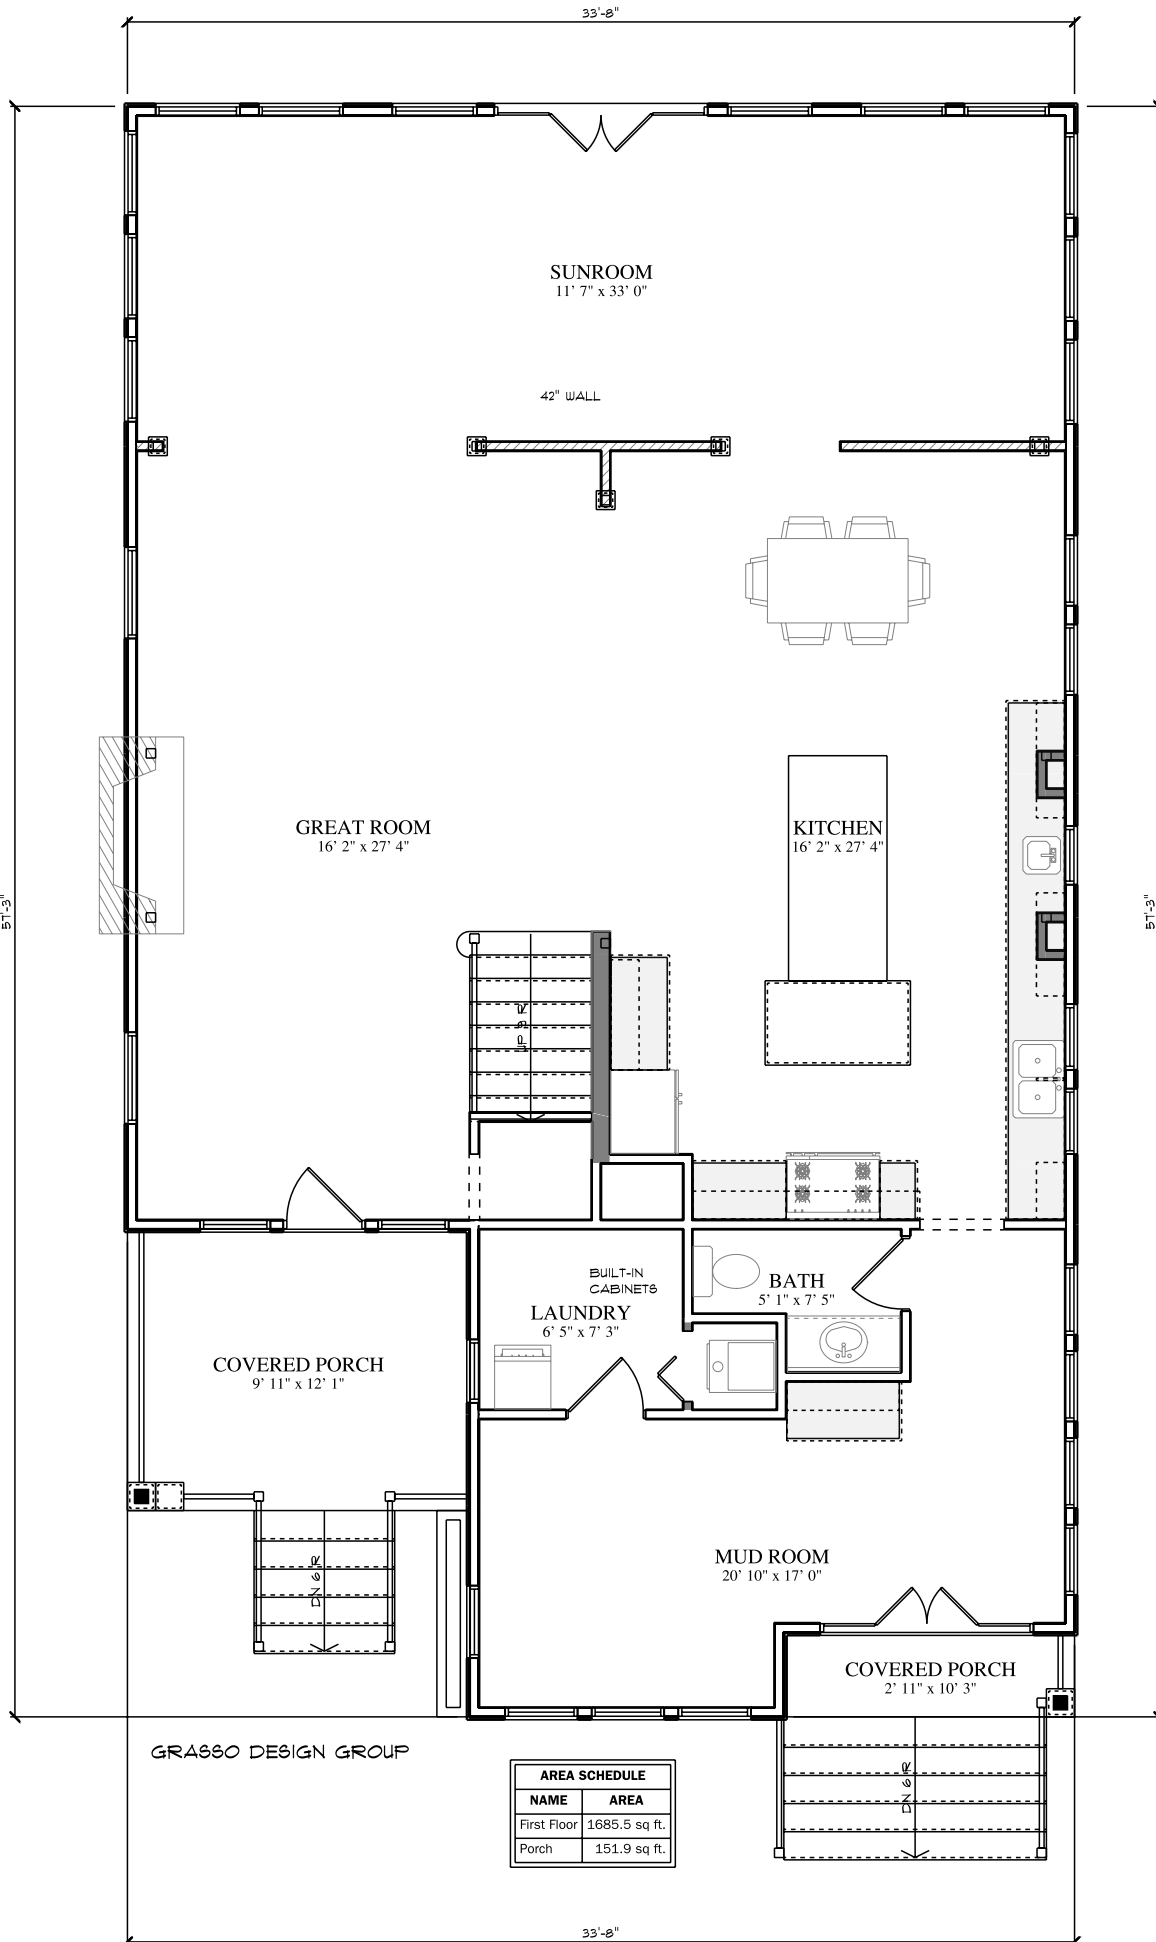 33'-8"
SUNROOM
11' 7" x 33' 0"
42" WALL
GREAT ROOM
16' 2" x 27' 4"
KITCHEN
16' 2" x 27' 4"
57'-3"
57'-3"
UP 9 R
BUILT-IN
CABINETS
BATH
5' 1" x 7' 5"
LAUNDRY
6' 5" x 7' 3"
COVERED PORCH
9' 11" x 12' 1"
MUD ROOM
20' 10" x 17' 0"
DN 6 R
COVERED PORCH
2' 11" x 10' 3"
DN 6 R
GRASSO DESIGN GROUP
AREA SCHEDULE
NAME AREA
First Floor 1685.5 sq ft.
Porch 151.9 sq ft.
33'-8"